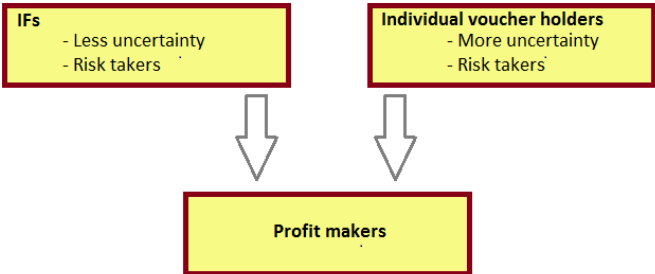 IFs
- Less uncertainty
- Risk takers
Individual voucher holders
- More uncertainty
- Risk takers
Profit makers